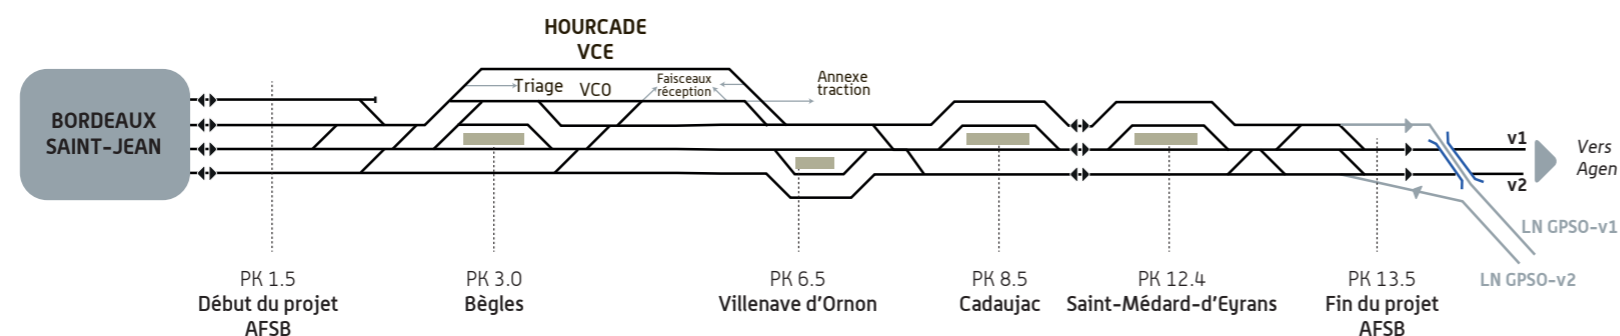 HOURCADE
VCE
BORDEAUX
SAINT-JEAN
Triage
VCO
Faisceaux
réception
Annexe
traction
v1
v2
Vers
Agen
LN GPSO-v1
LN GPSO-v2
PK 1.5
Début du projet
AFSB
PK 3.0
Bègles
PK 6.5
Villenave d'Ornon
PK 8.5
Cadaujac
PK 12.4
Saint-Médard-d'Eyrans
PK 13.5
Fin du projet
AFSB